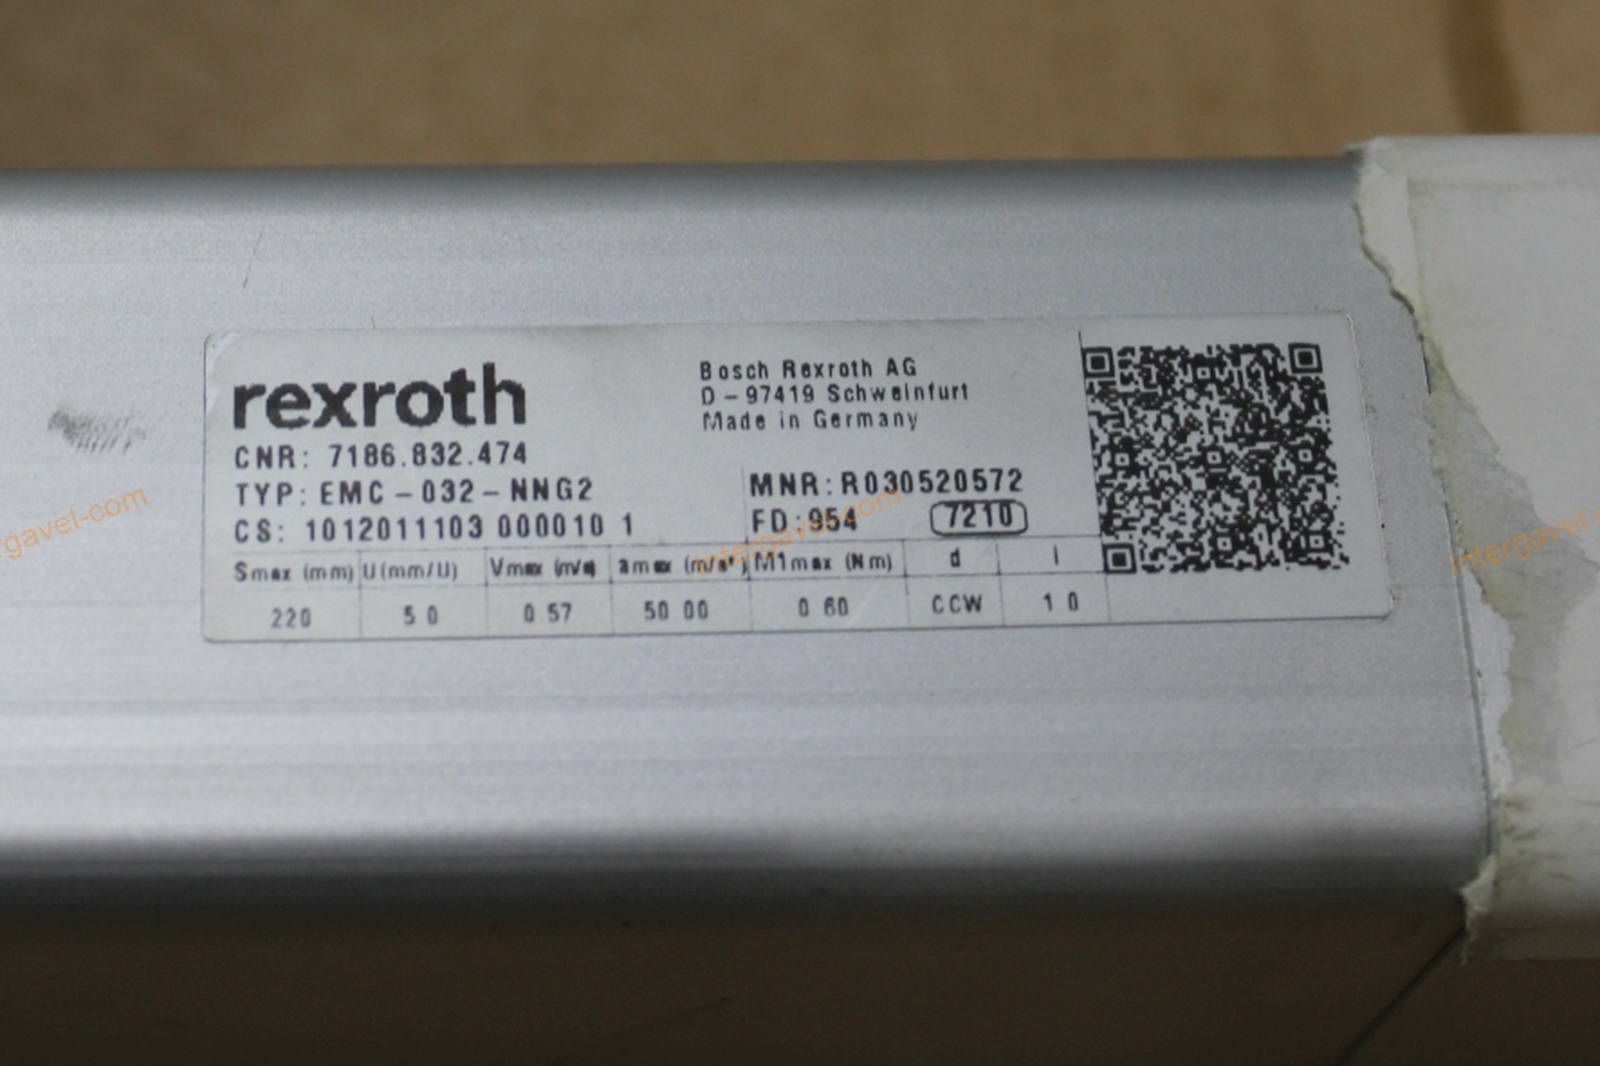 rexroth
Bosch Rexroth AG
D-97419 Schweinfurt
Made in Germany
CNR: 7186.832.474
TYP: EMC-032-NNG2
MNR: R030520572
CS: 1012011103 000010 1
FD: 954 7210
Smax (mm) U(mm/U) Vmax (m/s) amax (m/s²) M1max (Nm) d i
220 5 0 0 57 50 00 0 60 CCW 1 0
intergavel-com
intergavel-com
intergavel-c